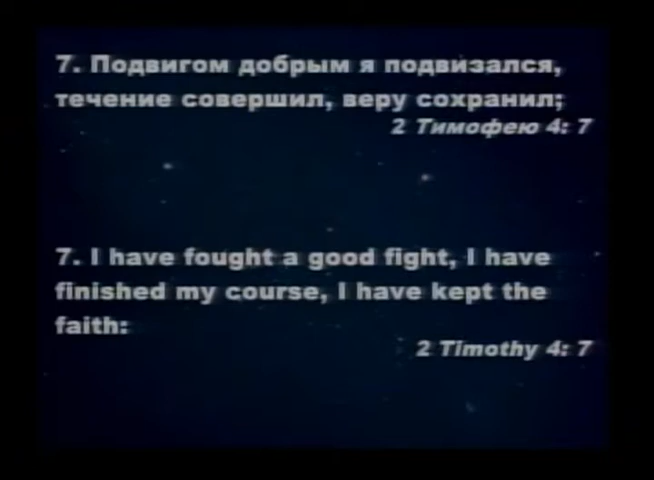 7. Подвигом добрым я подвизался,
течение совершил, веру сохранил;
2 Тимофею 4: 7
7. I have fought a good fight, I have
finished my course, I have kept the
faith:
2 Timothy 4: 7